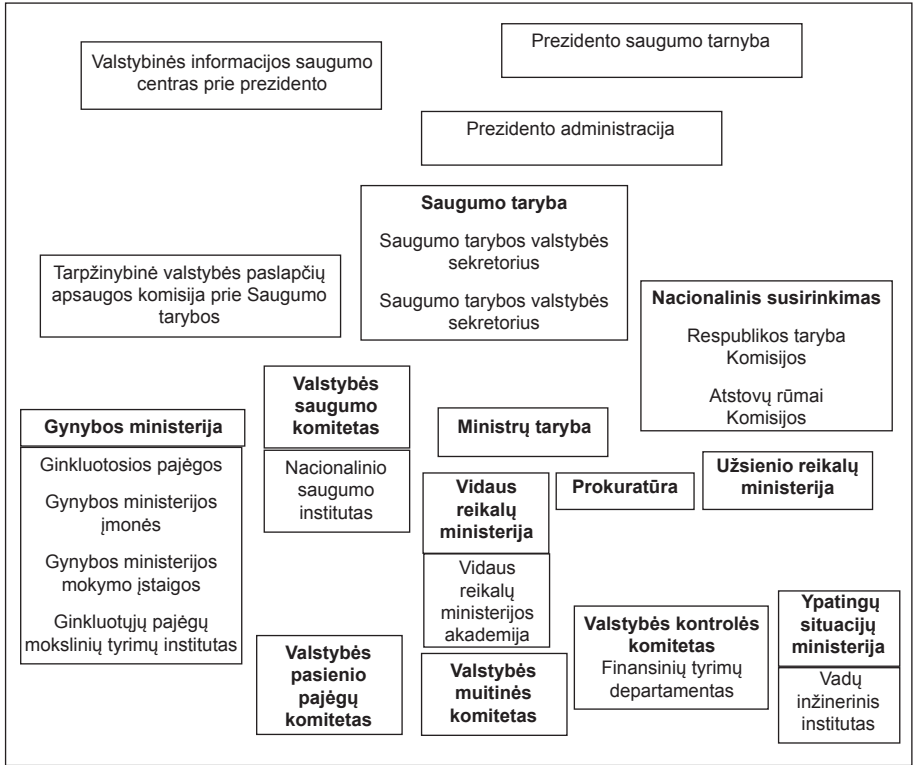 Valstybinės informacijos saugumo
centras prie prezidento
Prezidento saugumo tarnyba
Prezidento administracija
Saugumo taryba
Saugumo tarybos valstybės
sekretorius
Saugumo tarybos valstybės
sekretorius
Tarpžinybinė valstybės paslapčių
apsaugos komisija prie Saugumo
tarybos
Nacionalinis susirinkimas
Respublikos taryba
Komisijos
Atstovų rūmai
Komisijos
Gynybos ministerija
Ginkluotosios pajėgos
Gynybos ministerijos
įmonės
Gynybos ministerijos
mokymo įstaigos
Ginkluotųjų pajėgų
mokslinių tyrimų institutas
Valstybės
saugumo
komitetas
Nacionalinio
saugumo
institutas
Ministrų taryba
Vidaus
reikalų
ministerija
Vidaus
reikalų
ministerijos
akademija
Prokuratūra
Užsienio reikalų
ministerija
Valstybės
pasienio
pajėgų
komitetas
Valstybės
muitinės
komitetas
Valstybės kontrolės
komitetas
Finansinių tyrimų
departamentas
Ypatingų
situacijų
ministerija
Vadų
inžinerinis
institutas